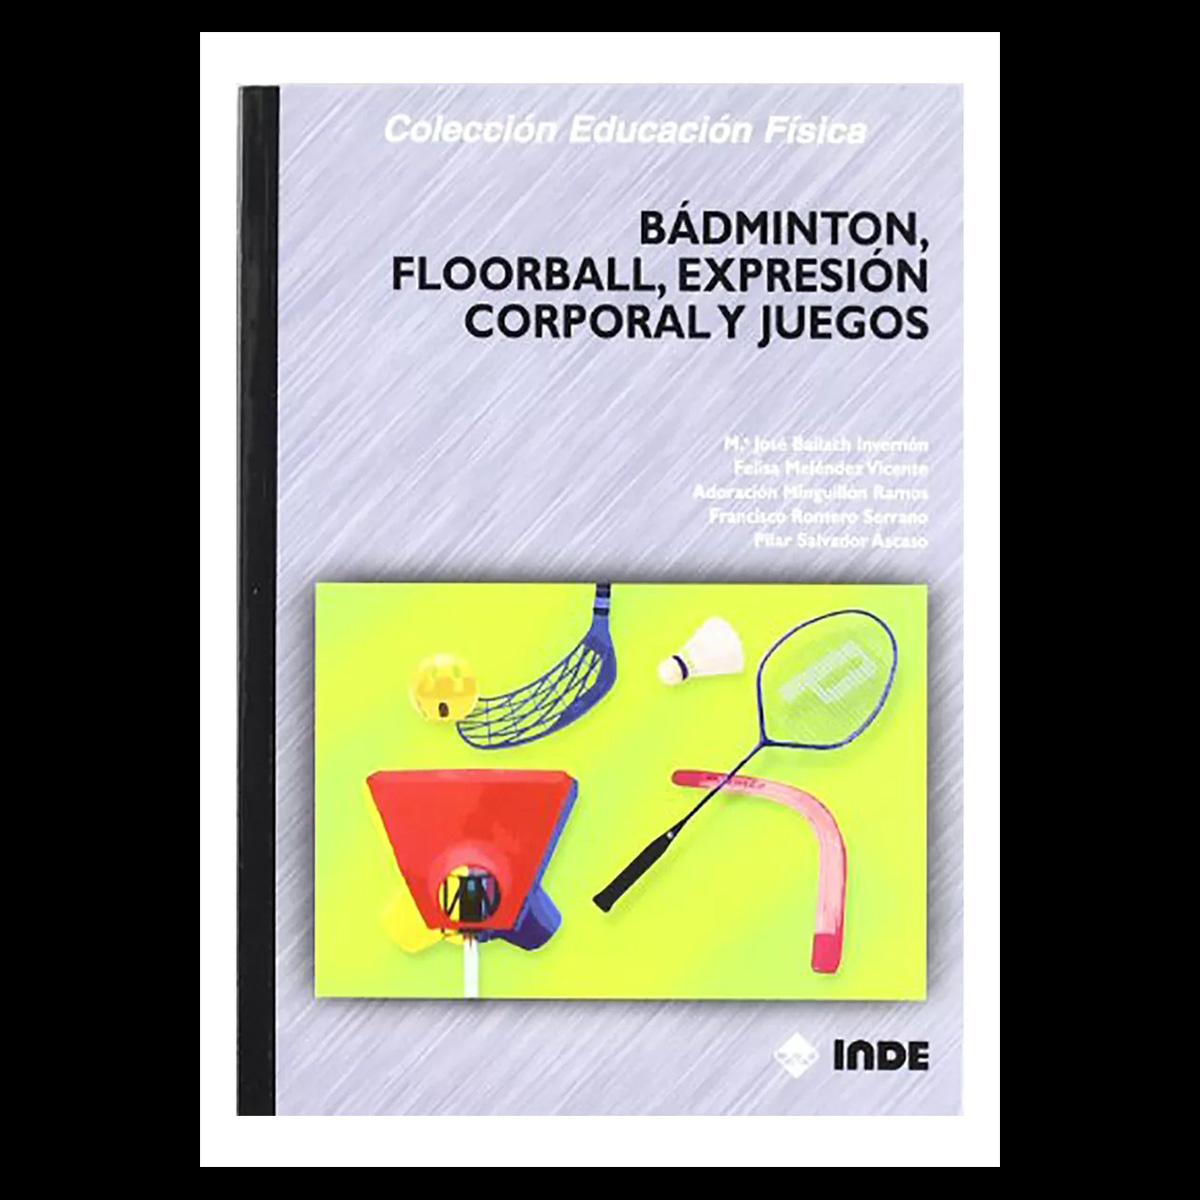 Colección Educación Física
BÁDMINTON,
FLOORBALL, EXPRESIÓN
CORPORAL Y JUEGOS
M.ª José Bailach Invernón
Felisa Meléndez Vicente
Adoración Minguillón Ramos
Francisco Romero Serrano
Pilar Salvador Ascaso
INDE